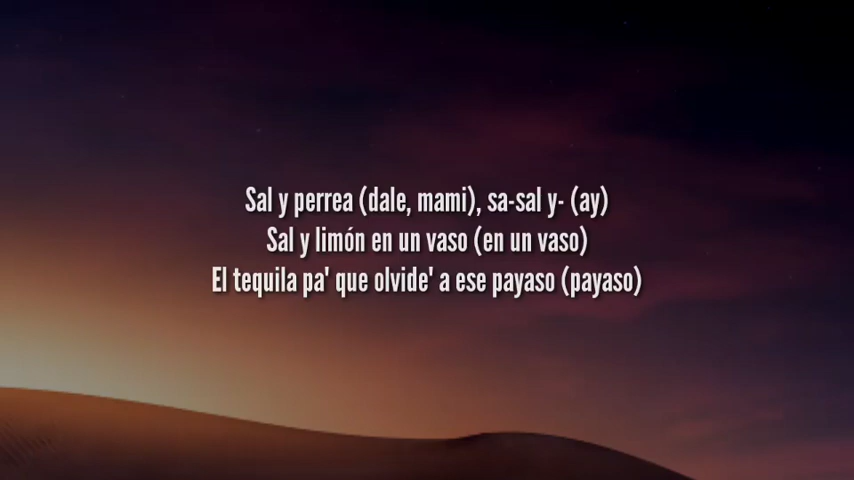 Sal y perrea (dale, mami), sa-sal y- (ay)
Sal y limón en un vaso (en un vaso)
El tequila pa' que olvide' a ese payaso (payaso)